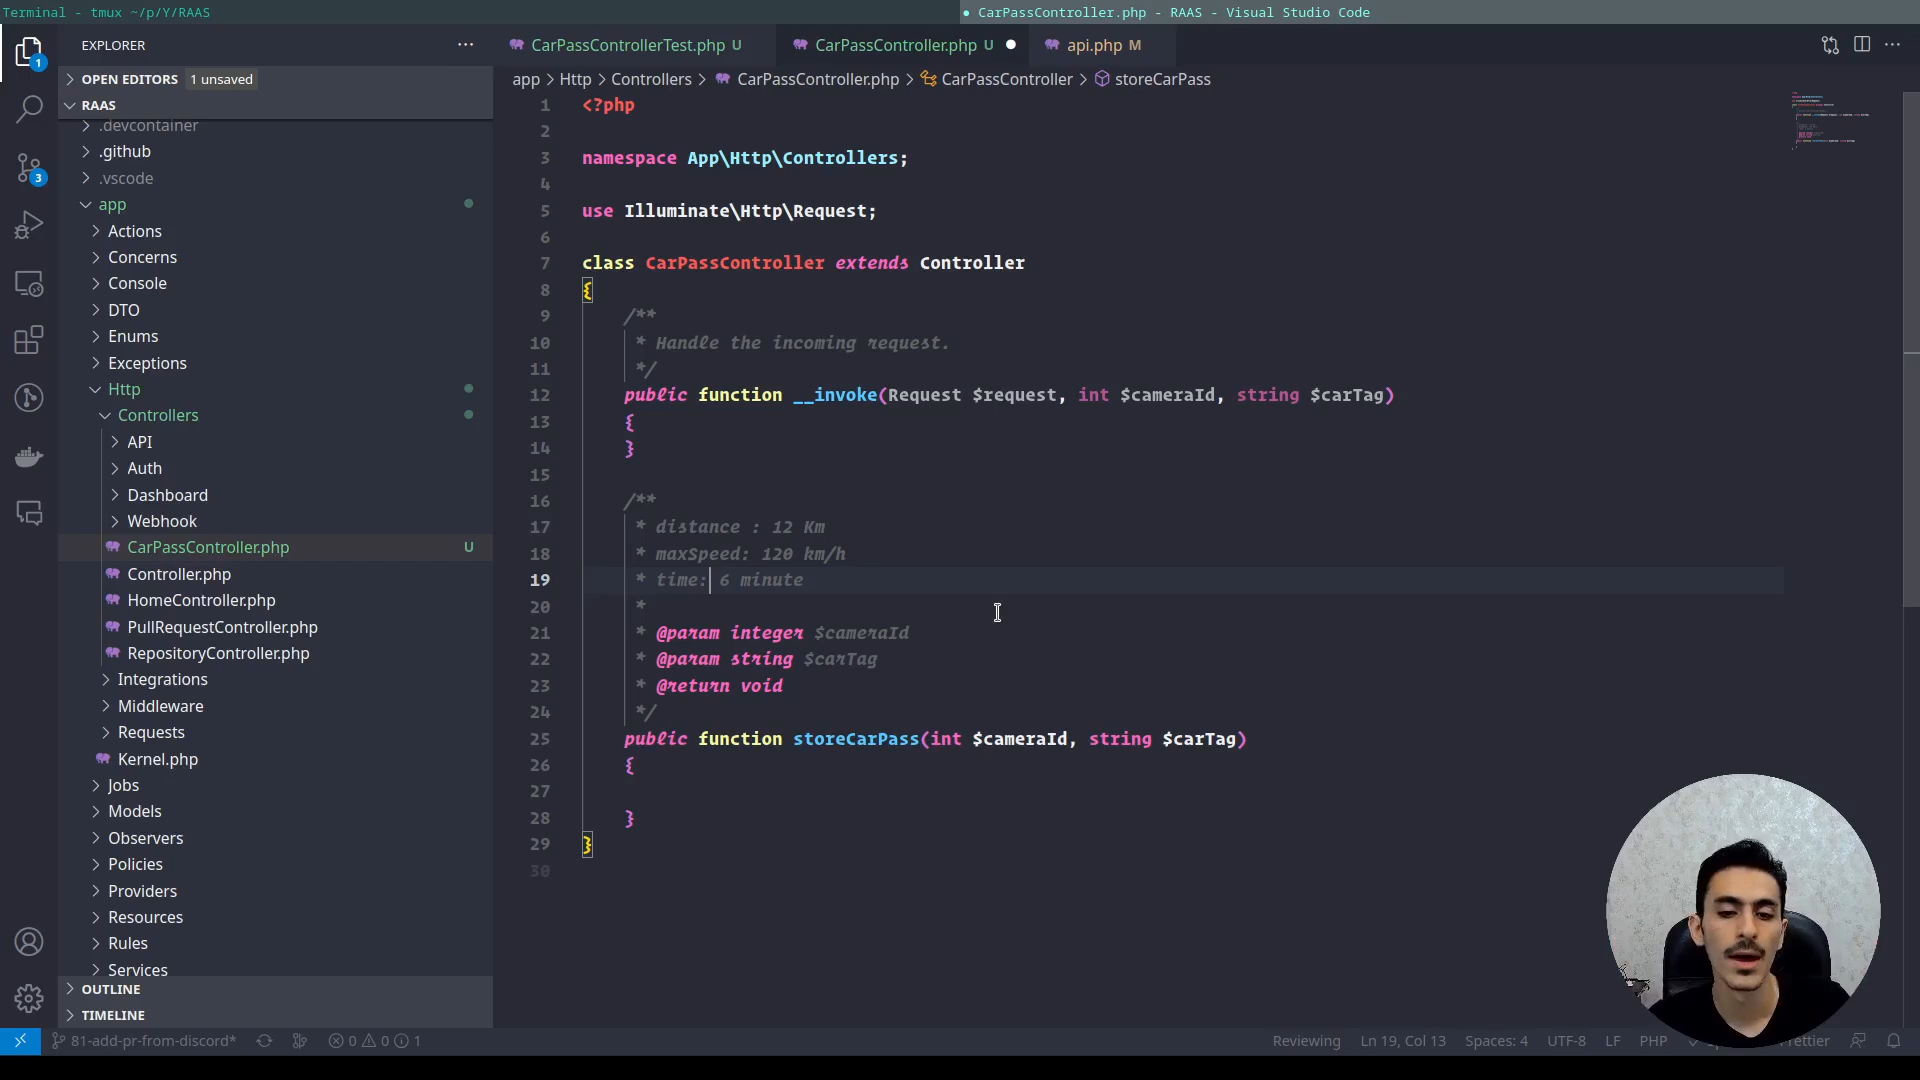 Terminal - tmux ~/p/Y/RAAS
● CarPassController.php - RAAS - Visual Studio Code
EXPLORER
OPEN EDITORS 1 unsaved
RAAS
.devcontainer
.github
.vscode
app
Actions
Concerns
Console
DTO
Enums
Exceptions
Http
Controllers
API
Auth
Dashboard
Webhook
CarPassController.php U
Controller.php
HomeController.php
PullRequestController.php
RepositoryController.php
Integrations
Middleware
Requests
Kernel.php
Jobs
Models
Observers
Policies
Providers
Resources
Rules
Services
OUTLINE
TIMELINE
1
3
CarPassControllerTest.php U
CarPassController.php U
api.php M
app > Http > Controllers > CarPassController.php > CarPassController > storeCarPass
1 <?php
2
3 namespace App\Http\Controllers;
4
5 use Illuminate\Http\Request;
6
7 class CarPassController extends Controller
8 {
9 /**
10 * Handle the incoming request.
11 */
12 public function __invoke(Request $request, int $cameraId, string $carTag)
13 {
14 }
15
16 /**
17 * distance : 12 Km
18 * maxSpeed: 120 km/h
19 * time: 6 minute
20 *
21 * @param integer $cameraId
22 * @param string $carTag
23 * @return void
24 */
25 public function storeCarPass(int $cameraId, string $carTag)
26 {
27
28 }
29 }
30
81-add-pr-from-discord* 0 0 1
Reviewing Ln 19, Col 13 Spaces: 4 UTF-8 LF PHP